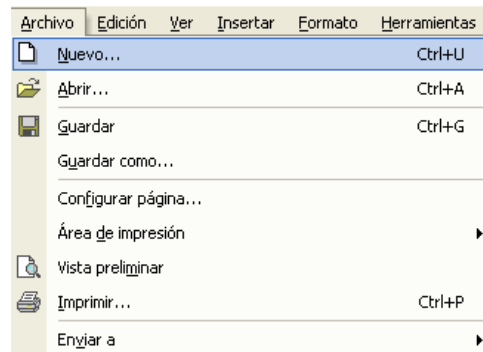 Archivo Edición Ver Insertar Formato Herramientas
Nuevo... Ctrl+U
Abrir... Ctrl+A
Guardar Ctrl+G
Guardar como...
Configurar página...
Área de impresión
Vista preliminar
Imprimir... Ctrl+P
Enviar a